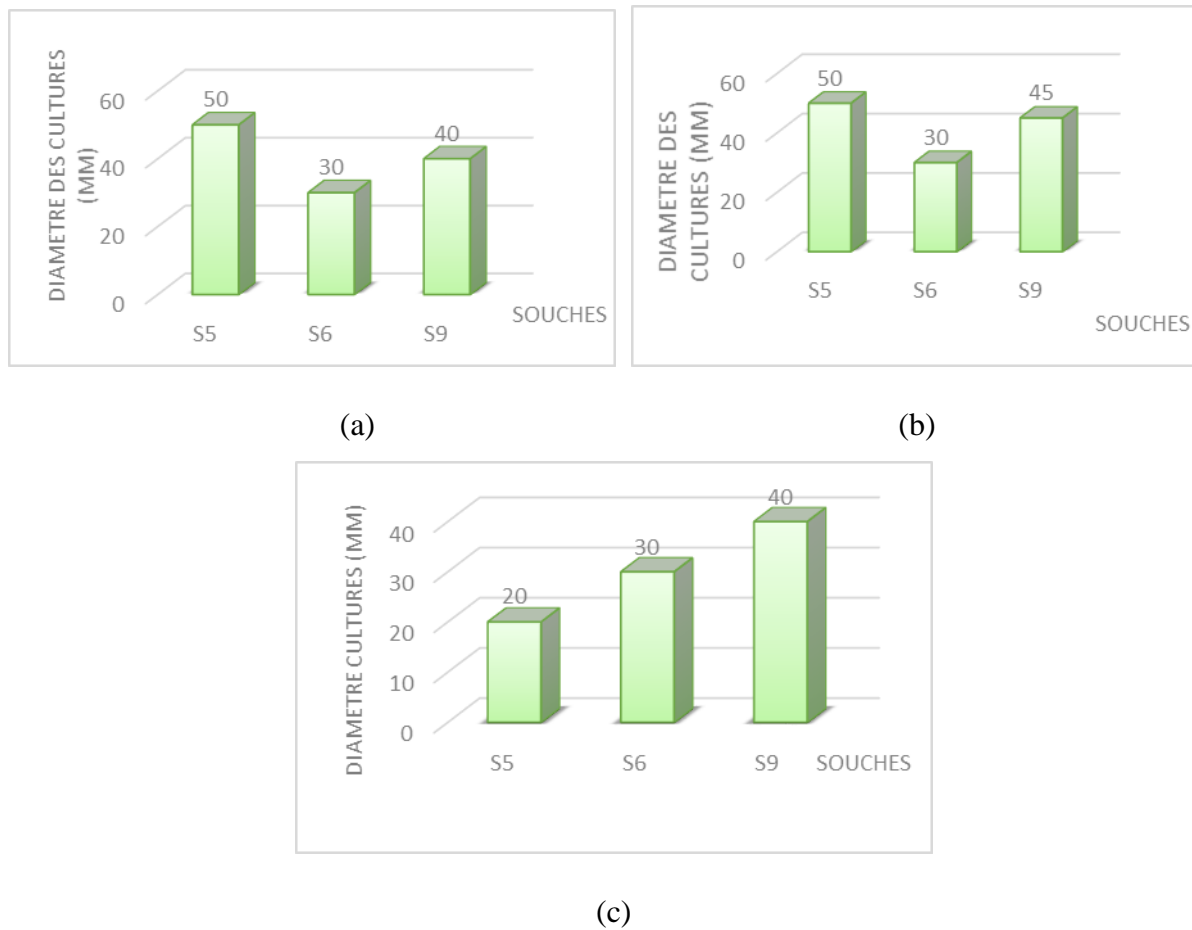 DIAMETRE DES CULTURES
(MM)
60
40
20
0
50
30
40
S5
S6
S9
SOUCHES
(a)
DIAMETRE DES
CULTURES (MM)
60
40
20
0
50
30
45
S5
S6
S9
SOUCHES
(b)
DIAMETRE CULTURES (MM)
40
30
20
10
0
20
30
40
S5
S6
S9
SOUCHES
(c)